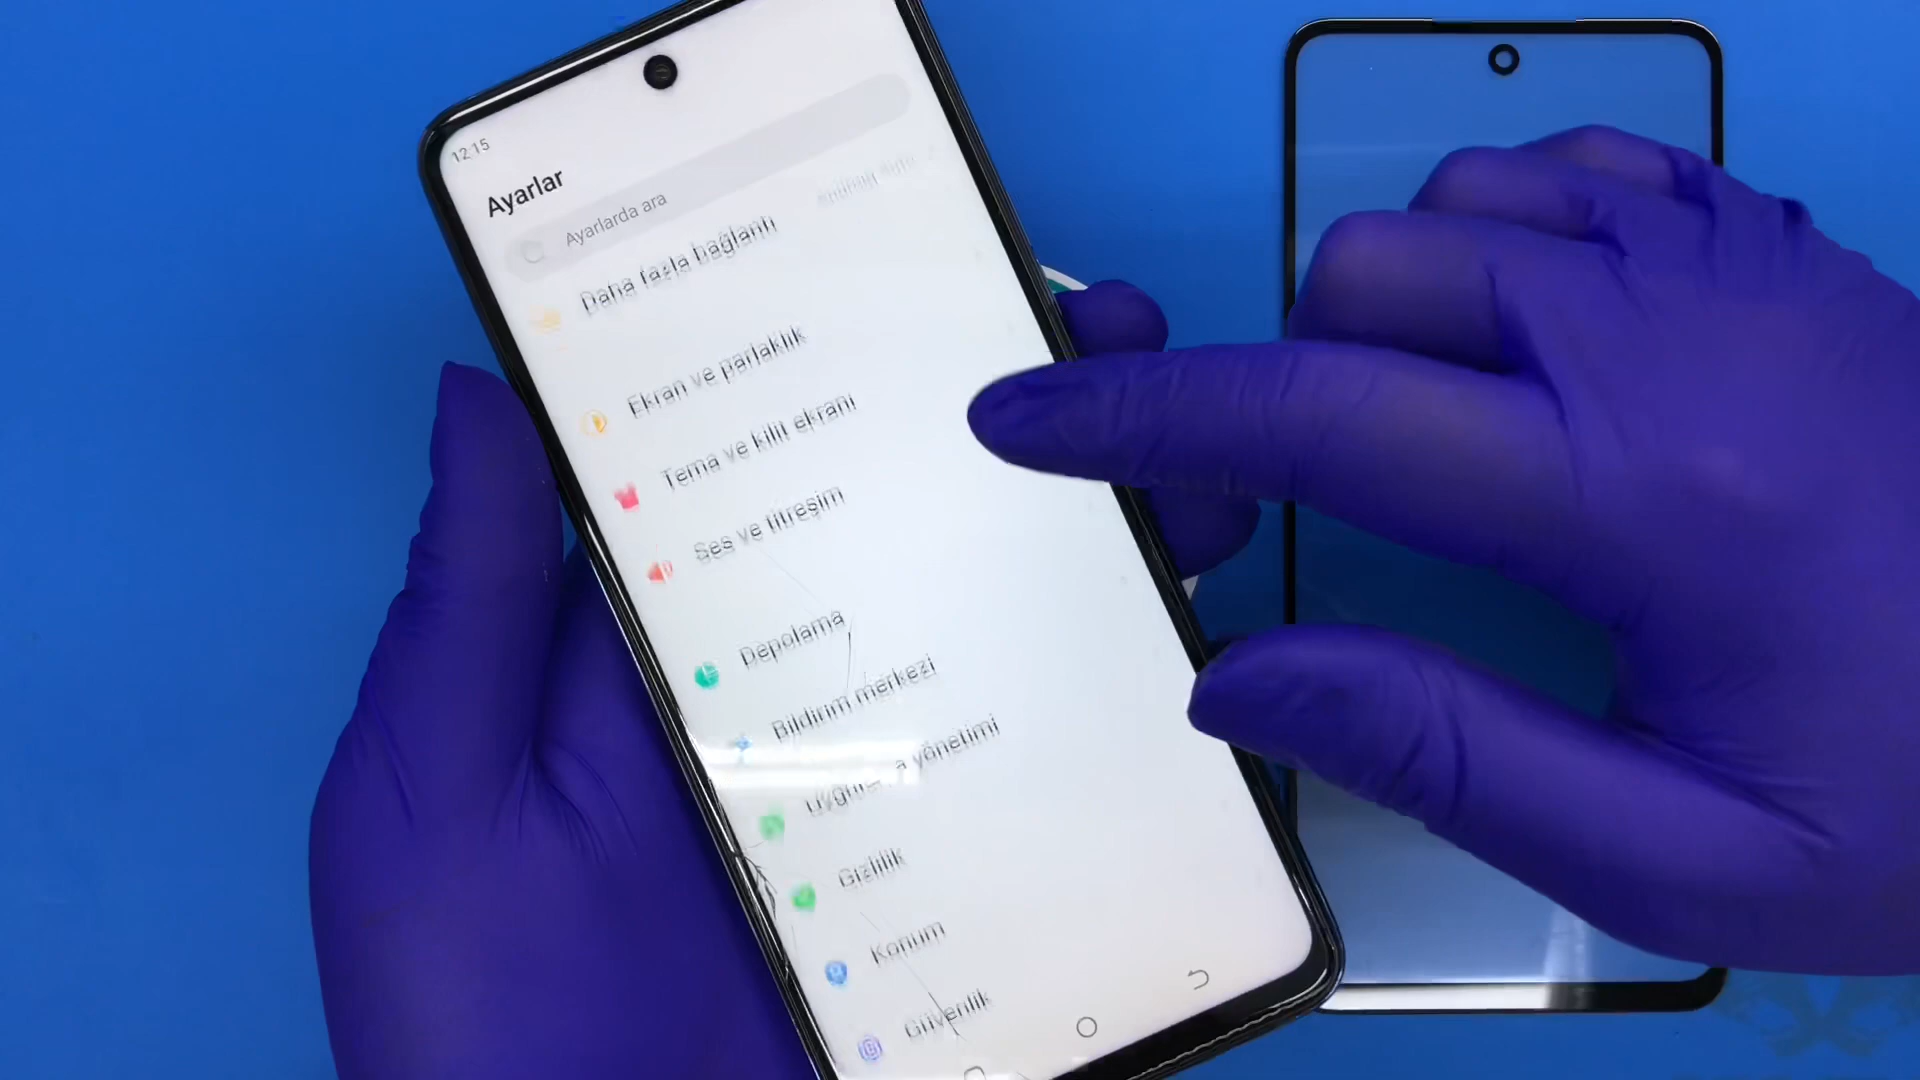 12:15
Ayarlar
Ayarlarda ara
Daha fazla bağlantı
Ekran ve parlaklık
Tema ve kilit ekranı
Ses ve titreşim
Depolama
Bildirim merkezi
yönetimi
Gizlilik
Konum
Güvenlik